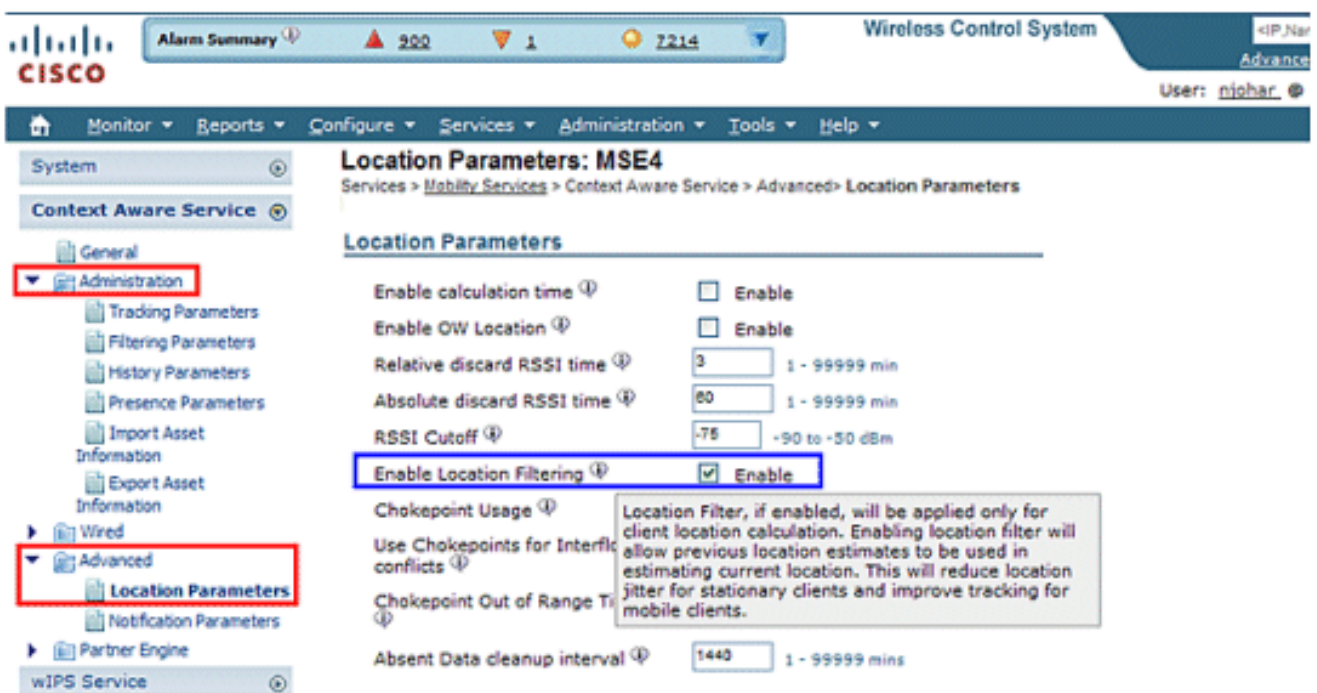 Alarm Summary 900 1 7214
Wireless Control System
<IP,Nar
Advance
CISCO
User: njohar
Monitor Reports Configure Services Administration Tools Help
System
Context Aware Service
General
Administration
Tracking Parameters
Filtering Parameters
History Parameters
Presence Parameters
Import Asset
Information
Export Asset
Information
Wired
Advanced
Location Parameters
Notification Parameters
Partner Engine
wIPS Service
Location Parameters: MSE4
Services > Mobility Services > Context Aware Service > Advanced> Location Parameters
Location Parameters
Enable calculation time Enable
Enable OW Location Enable
Relative discard RSSI time 3 1 - 99999 min
Absolute discard RSSI time 60 1 - 99999 min
RSSI Cutoff -75 -90 to -50 dBm
Enable Location Filtering Enable
Chokepoint Usage
Use Chokepoints for Interflo
conflicts
Chokepoint Out of Range Ti
Location Filter, if enabled, will be applied only for
client location calculation. Enabling location filter will
allow previous location estimates to be used in
estimating current location. This will reduce location
jitter for stationary clients and improve tracking for
mobile clients.
Absent Data cleanup interval 1440 1 - 99999 mins